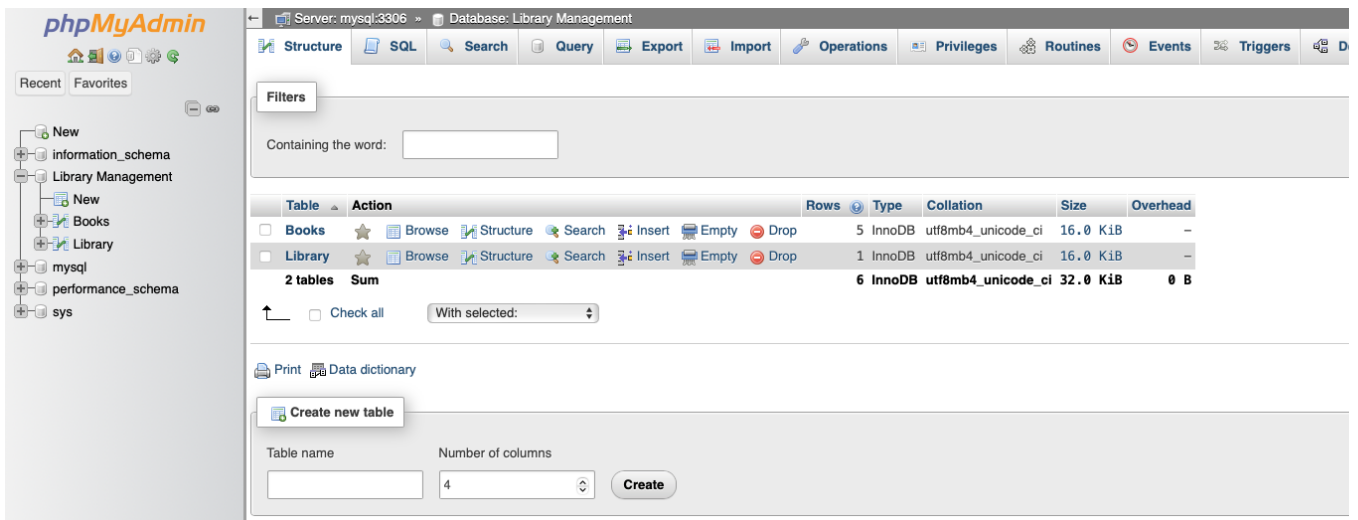 phpMyAdmin
Recent Favorites
New
information_schema
Library Management
New
Books
Library
mysql
performance_schema
sys
Server: mysql:3306 » Database: Library Management
Structure SQL Search Query Export Import Operations Privileges Routines Events Triggers
Filters
Containing the word:
Table Action Rows Type Collation Size Overhead
Books Browse Structure Search Insert Empty Drop 5 InnoDB utf8mb4_unicode_ci 16.0 KiB –
Library Browse Structure Search Insert Empty Drop 1 InnoDB utf8mb4_unicode_ci 16.0 KiB –
2 tables Sum 6 InnoDB utf8mb4_unicode_ci 32.0 KiB 0 B
Check all With selected:
Print Data dictionary
Create new table
Table name Number of columns
4 Create